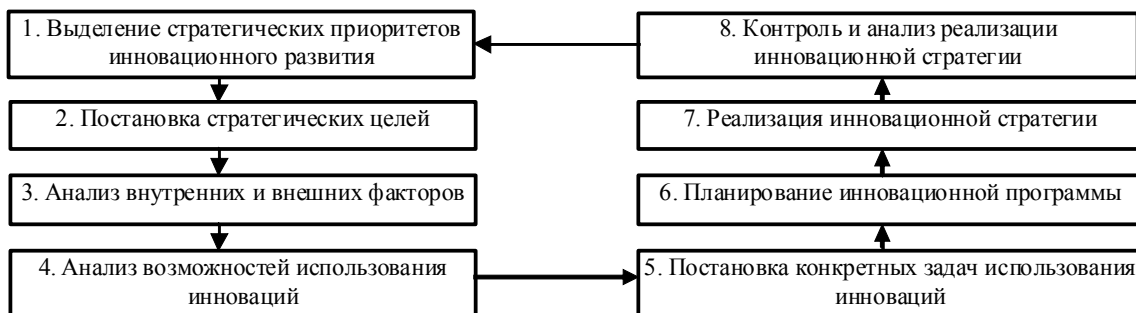 1. Выделение стратегических приоритетов
инновационного развития
2. Постановка стратегических целей
3. Анализ внутренних и внешних факторов
4. Анализ возможностей использования
инноваций
5. Постановка конкретных задач использования
инноваций
6. Планирование инновационной программы
7. Реализация инновационной стратегии
8. Контроль и анализ реализации
инновационной стратегии